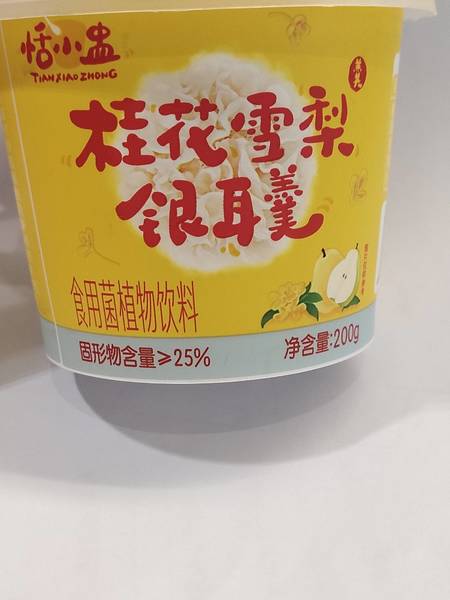 恬小盅
TIANXIAOZHONG
桂花雪梨
银耳羹
食用菌植物饮料
固形物含量≥25%
净含量:200g